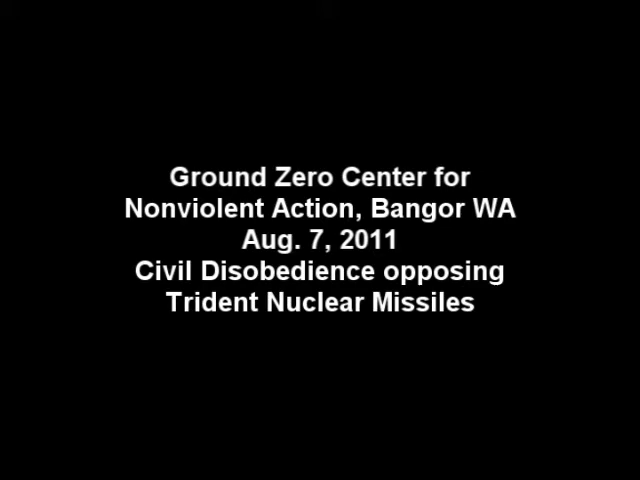 Ground Zero Center for
Nonviolent Action, Bangor WA
Aug. 7, 2011
Civil Disobedience opposing
Trident Nuclear Missiles